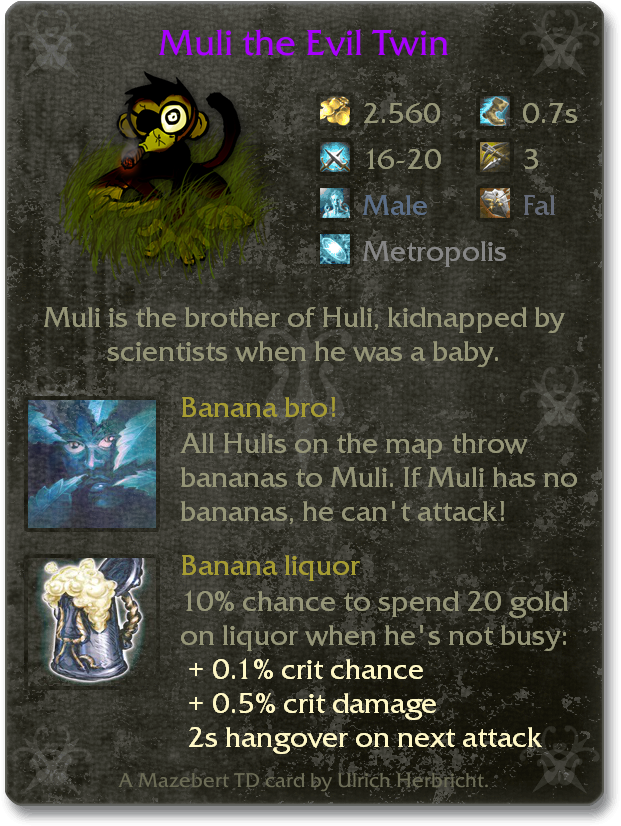 Muli the Evil Twin
2.560 0.7s
16-20 3
Male Fal
Metropolis
Muli is the brother of Huli, kidnapped by
scientists when he was a baby.
Banana bro!
All Hulis on the map throw
bananas to Muli. If Muli has no
bananas, he can't attack!
Banana liquor
10% chance to spend 20 gold
on liquor when he's not busy:
+ 0.1% crit chance
+ 0.5% crit damage
2s hangover on next attack
A Mazebert TD card by Ulrich Herbricht.